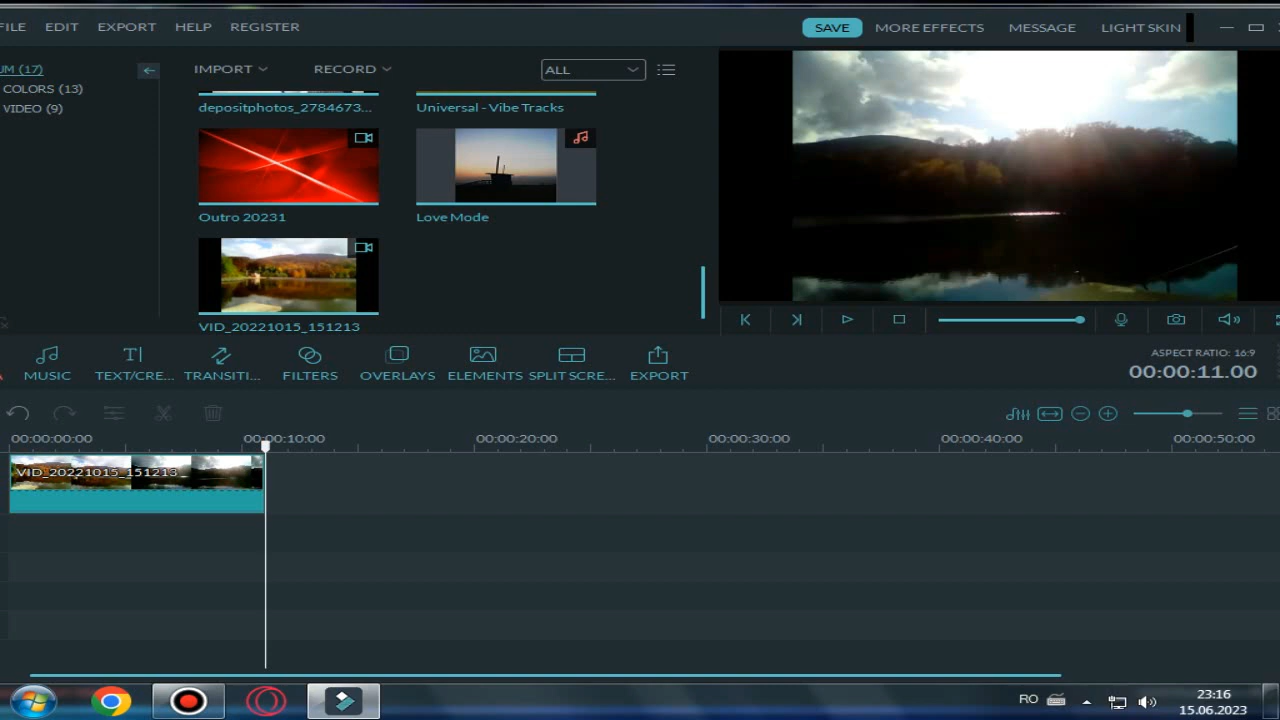 FILE EDIT EXPORT HELP REGISTER SAVE MORE EFFECTS MESSAGE LIGHT SKIN
UM (17)
COLORS (13)
VIDEO (9)
IMPORT RECORD ALL
depositphotos_2784673... Universal - Vibe Tracks
Outro 20231 Love Mode
VID_20221015_151213
MUSIC TEXT/CRE... TRANSITI... FILTERS OVERLAYS ELEMENTS SPLIT SCRE... EXPORT
ASPECT RATIO: 16:9
00:00:11.00
00:00:00:00 00:00:10:00 00:00:20:00 00:00:30:00 00:00:40:00 00:00:50:00
VID_20221015_151213
RO 23:16
15.06.2023